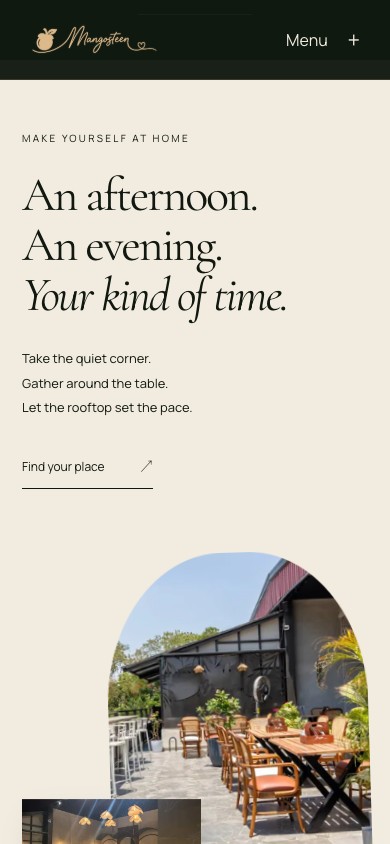 Mangosteen
Menu +
MAKE YOURSELF AT HOME
An afternoon.
An evening.
Your kind of time.
Take the quiet corner.
Gather around the table.
Let the rooftop set the pace.
Find your place ↗